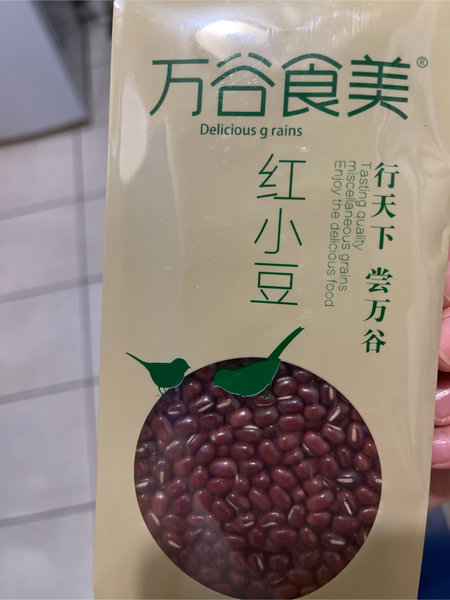 万谷食美®
Delicious g rains
红小豆
行天下 尝万谷
Tasting quality
miscellaneous grains
Enjoy the delicious food